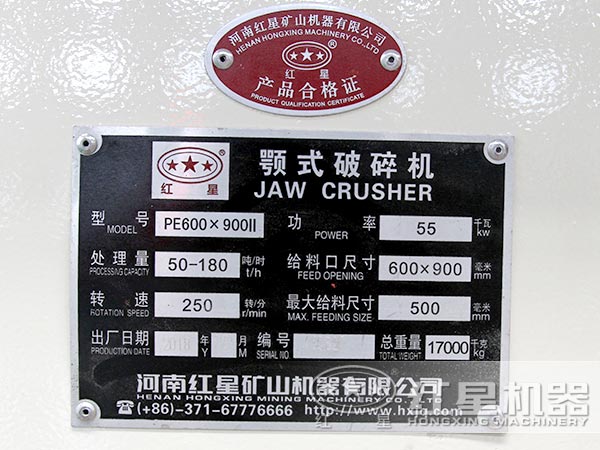 河南红星矿山机器有限公司
HENAN HONGXING MACHINERY CO.,LTD
红 星
产品合格证
PRODUCT QUALIFICATION CERTIFICATE
红 星
颚式破碎机
JAW CRUSHER
型号 MODEL PE600×900II 功率 POWER 55 千瓦 kw
处理量 PROCESSING CAPACITY 50-180 吨/时 t/h 给料口尺寸 FEED OPENING 600×900 毫米 mm
转速 ROTATION SPEED 250 转/分 r/min 最大给料尺寸 MAX. FEEDING SIZE 500 毫米 mm
出厂日期 PRODUCTION DATE 2018 年 Y 月 M 编号 SERIAL NO. 总重量 TOTAL WEIGHT 17000 千克 kg
河南红星矿山机器有限公司
HENAN HONGXING MINING MACHINERY CO., LTD
☎(+86)-371-67776666 http://www.hxjq.com
红 星
红星机器
HONGXING MACHINERY